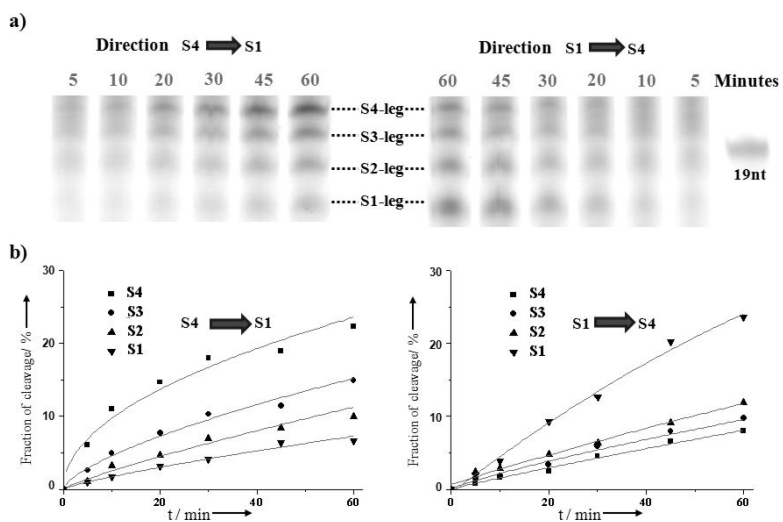 a)
Direction S4 S1
Direction S1 S4
5 10 20 30 45 60
60 45 30 20 10 5 Minutes
S4-leg
S3-leg
S2-leg
S1-leg
19nt
b)
30
20
10
0
Fraction of cleavage/ %
S4
S3
S2
S1
S4 S1
0 20 40 60
t / min
30
20
10
0
Fraction of cleavage/ %
S4
S3
S2
S1
S1 S4
0 20 40 60
t / min